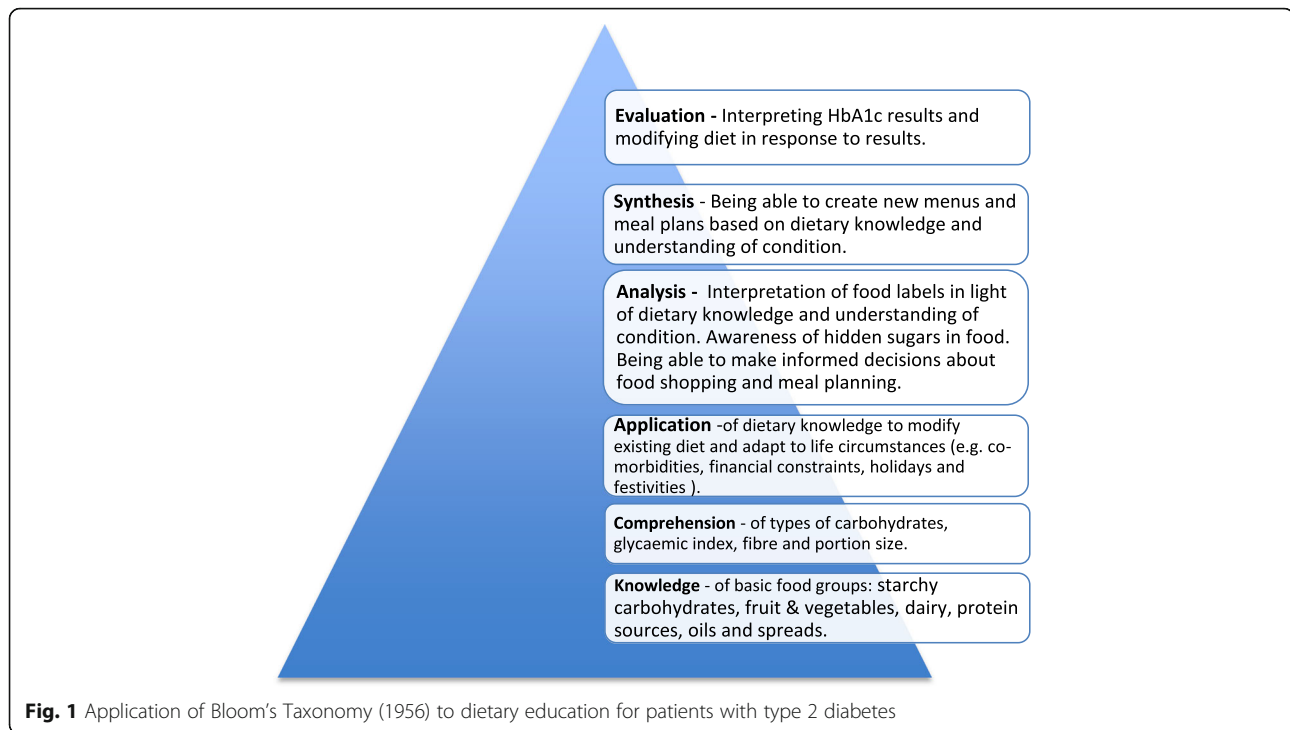 Evaluation - Interpreting HbA1c results and
modifying diet in response to results.
Synthesis - Being able to create new menus and
meal plans based on dietary knowledge and
understanding of condition.
Analysis -  Interpretation of food labels in light
of dietary knowledge and understanding of
condition. Awareness of hidden sugars in food.
Being able to make informed decisions about
food shopping and meal planning.
Application -of dietary knowledge to modify
existing diet and adapt to life circumstances (e.g. co-
morbidities, financial constraints, holidays and
festivities ).
Comprehension - of types of carbohydrates,
glycaemic index, fibre and portion size.
Knowledge - of basic food groups: starchy
carbohydrates, fruit & vegetables, dairy, protein
sources, oils and spreads.
Fig. 1 Application of Bloom’s Taxonomy (1956) to dietary education for patients with type 2 diabetes